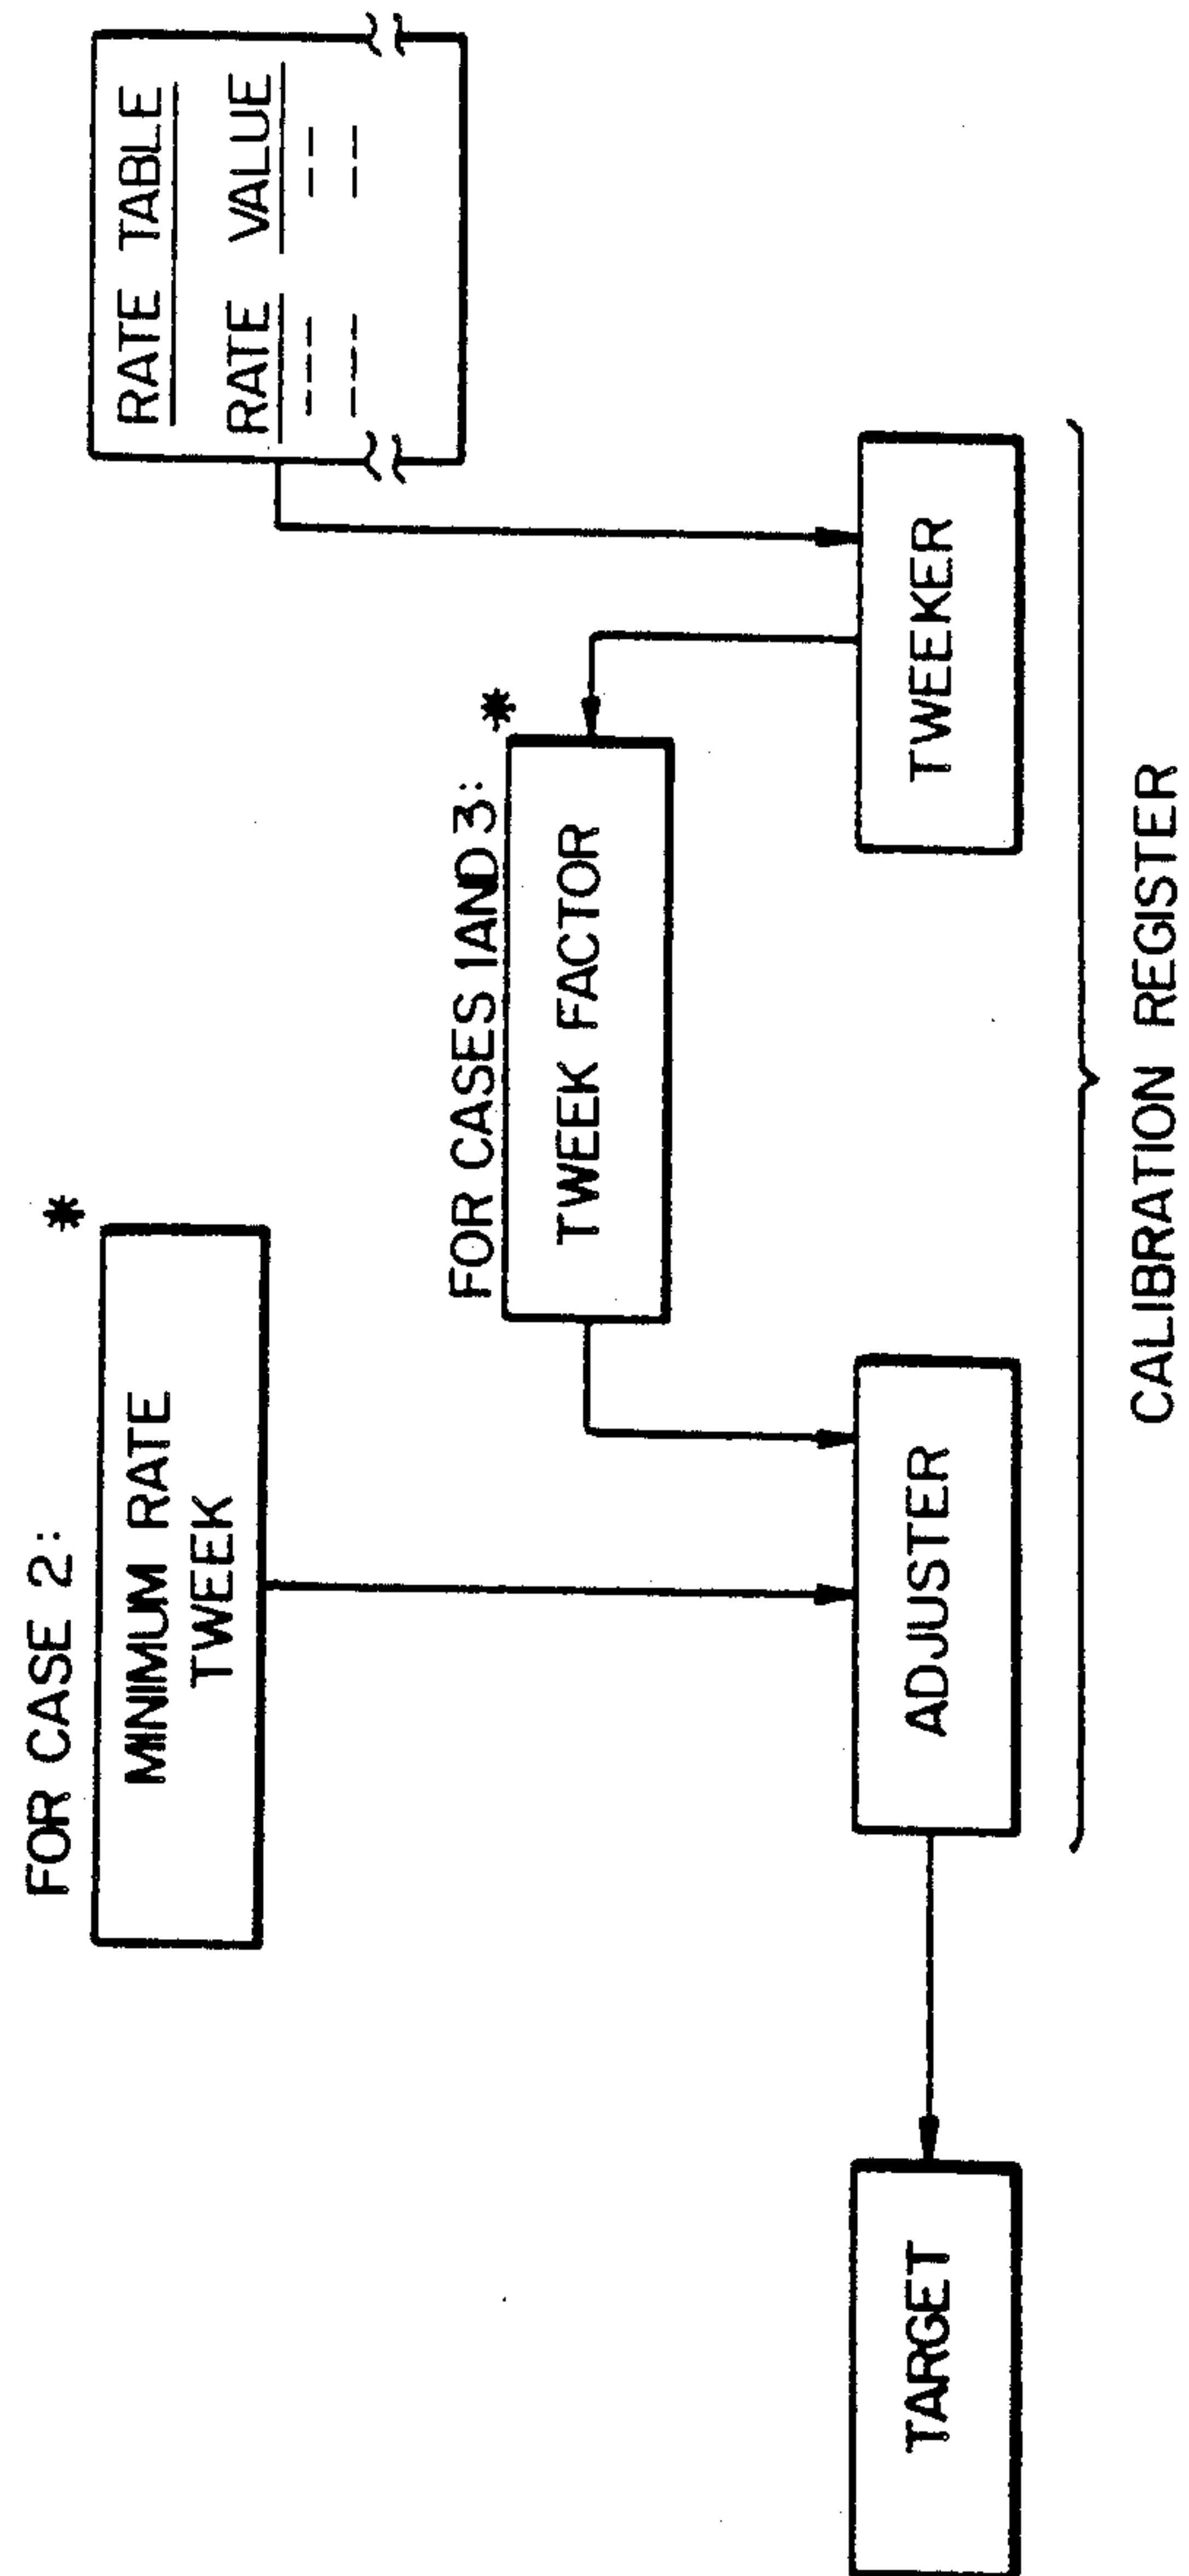 FOR CASE 2:
*
MINIMUM RATE
TWEEK
RATE TABLE
RATE VALUE
FOR CASES 1AND 3:
*
TWEEK FACTOR
TARGET
ADJUSTER
TWEEKER
CALIBRATION REGISTER